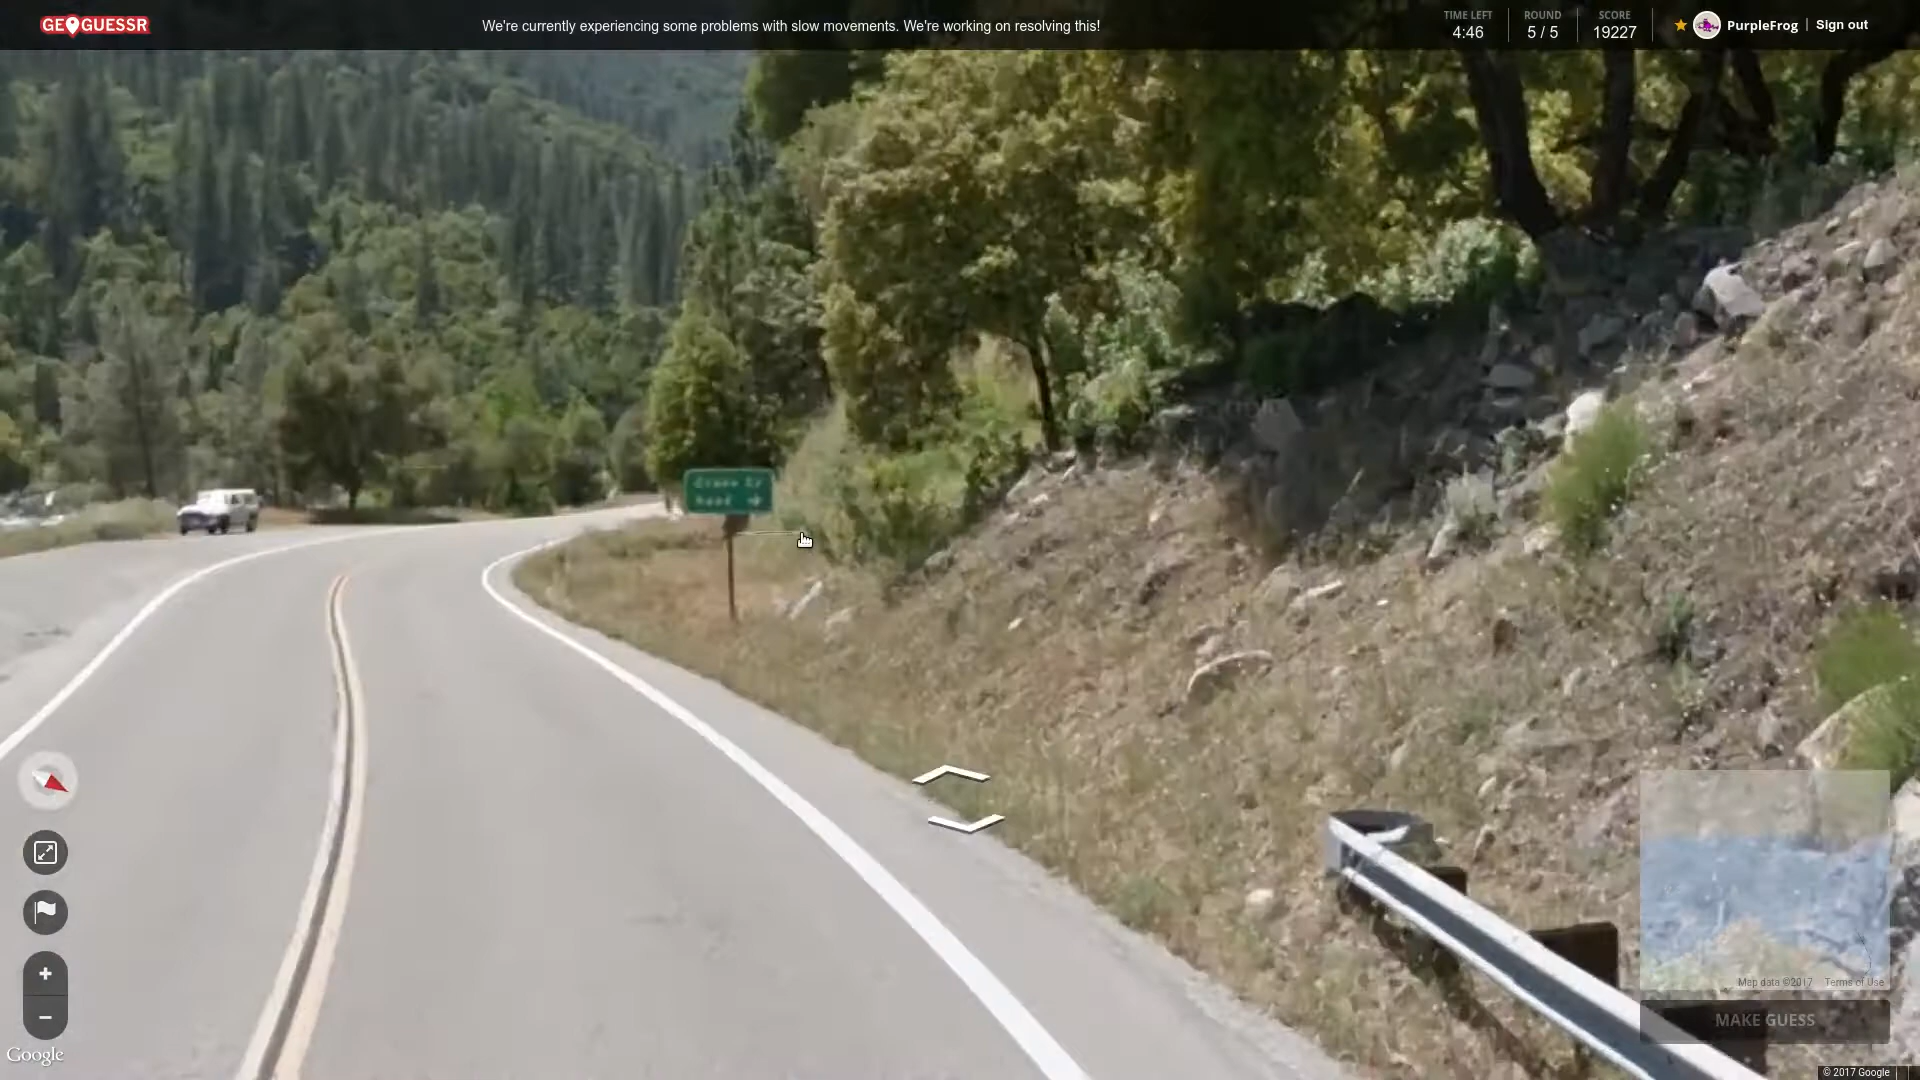 GEOGUESSR
We're currently experiencing some problems with slow movements. We're working on resolving this!
TIME LEFT
4:46
ROUND
5 / 5
SCORE
19227
PurpleFrog
Sign out
Road
Map data ©2017 Terms of Use
MAKE GUESS
Google
© 2017 Google